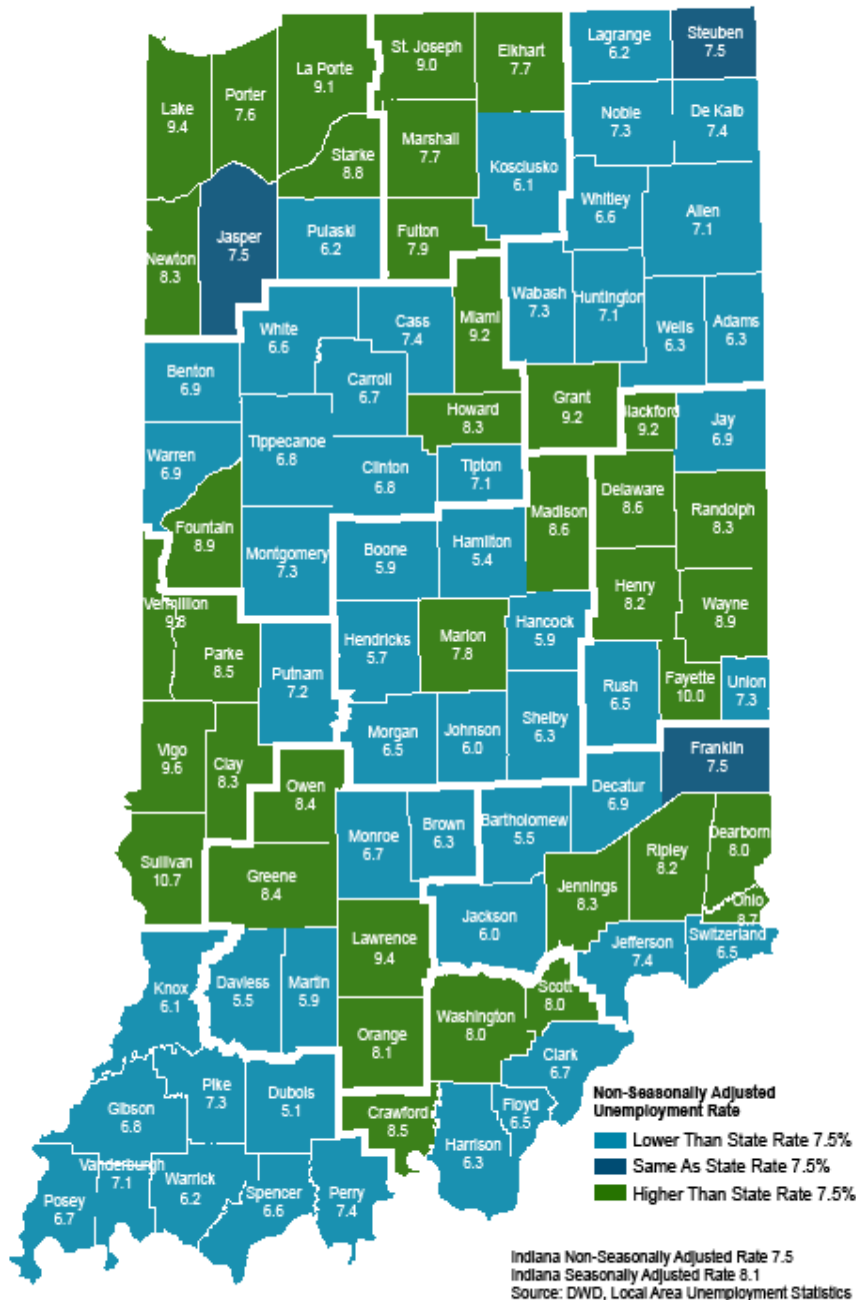 Lagrange
6.2
Steuben
7.5
St. Joseph
9.0
Elkhart
7.7
La Porte
9.1
Porter
7.6
Lake
9.4
Noble
7.3
De Kalb
7.4
Marshall
7.7
Starke
8.8
Kosciusko
6.1
Whitley
6.6
Allen
7.1
Jasper
7.5
Pulaski
6.2
Fulton
7.9
Newton
8.3
Wabash
7.3
Huntington
7.1
Miami
9.2
White
6.6
Cass
7.4
Wells
6.3
Adams
6.3
Benton
6.9
Carroll
6.7
Howard
8.3
Grant
9.2
Blackford
9.2
Jay
6.9
Warren
6.9
Tippecanoe
6.8
Clinton
6.8
Tipton
7.1
Delaware
8.6
Madison
8.6
Randolph
8.3
Fountain
8.9
Montgomery
7.3
Boone
5.9
Hamilton
5.4
Henry
8.2
Wayne
8.9
Vermillion
9.8
Hancock
5.9
Hendricks
5.7
Marion
7.8
Parke
8.5
Putnam
7.2
Rush
6.5
Fayette
10.0
Union
7.3
Morgan
6.5
Johnson
6.0
Shelby
6.3
Vigo
9.6
Clay
8.3
Franklin
7.5
Owen
8.4
Decatur
6.9
Monroe
6.7
Brown
6.3
Bartholomew
5.5
Dearborn
8.0
Ripley
8.2
Sullivan
10.7
Greene
8.4
Jennings
8.3
Ohio
8.7
Jackson
6.0
Lawrence
9.4
Jefferson
7.4
Switzerland
6.5
Knox
6.1
Daviess
5.5
Martin
5.9
Scott
8.0
Washington
8.0
Orange
8.1
Clark
6.7
Pike
7.3
Dubois
5.1
Gibson
6.8
Crawford
8.5
Floyd
6.5
Harrison
6.3
Vanderburgh
7.1
Warrick
6.2
Spencer
6.6
Perry
7.4
Posey
6.7
Non-Seasonally Adjusted
Unemployment Rate
Lower Than State Rate 7.5%
Same As State Rate 7.5%
Higher Than State Rate 7.5%
Indiana Non-Seasonally Adjusted Rate 7.5
Indiana Seasonally Adjusted Rate 8.1
Source: DWD, Local Area Unemployment Statistics